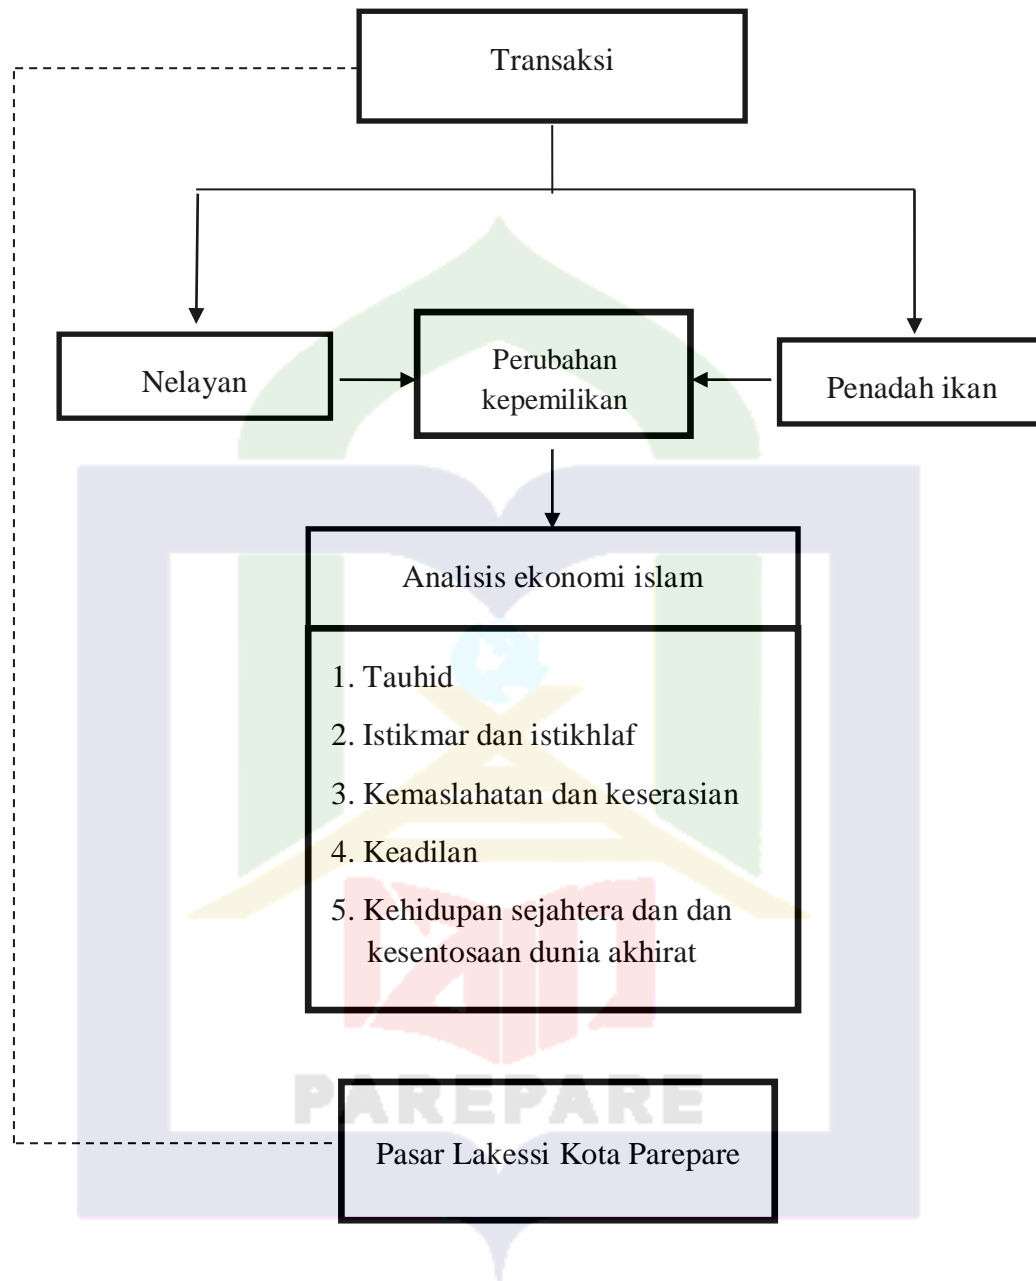 Transaksi
Nelayan
Perubahan
kepemilikan
Penadah ikan
Analisis ekonomi islam
1. Tauhid
2. Istikmar dan istikhlaf
3. Kemaslahatan dan keserasian
4. Keadilan
5. Kehidupan sejahtera dan dan
kesentosaan dunia akhirat
PAREPARE
Pasar Lakessi Kota Parepare